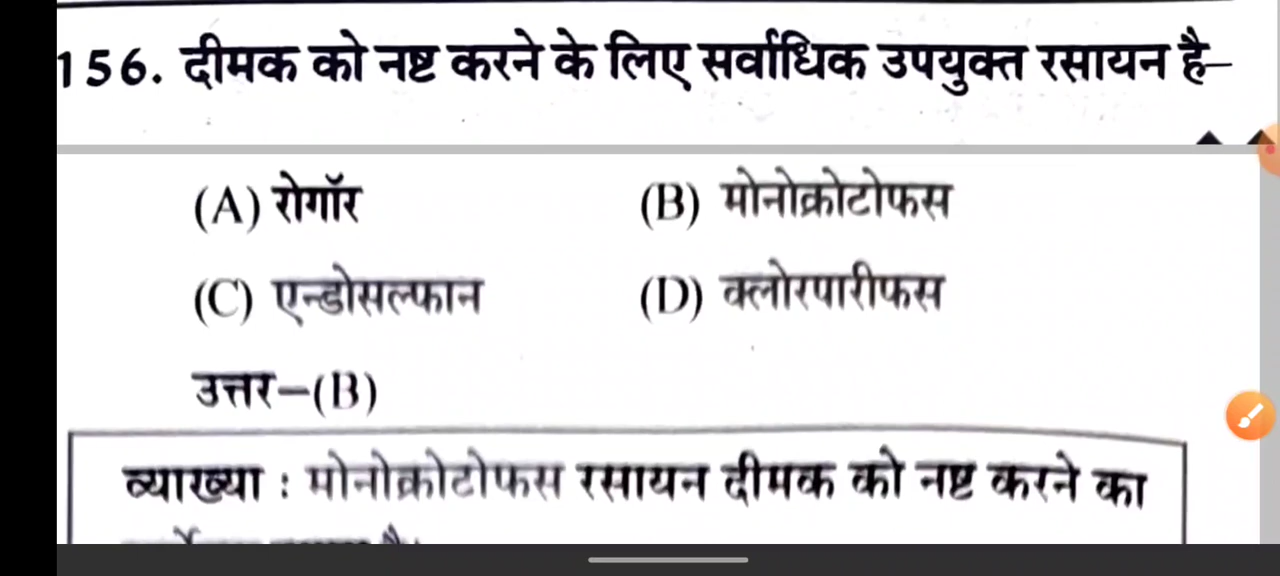 156. दीमक को नष्ट करने के लिए सर्वाधिक उपयुक्त रसायन है–
(A) रोगॉर (B) मोनोक्रोटोफस
(C) एन्डोसल्फान (D) क्लोरपारीफस
उत्तर–(B)
व्याख्या : मोनोक्रोटोफस रसायन दीमक को नष्ट करने का